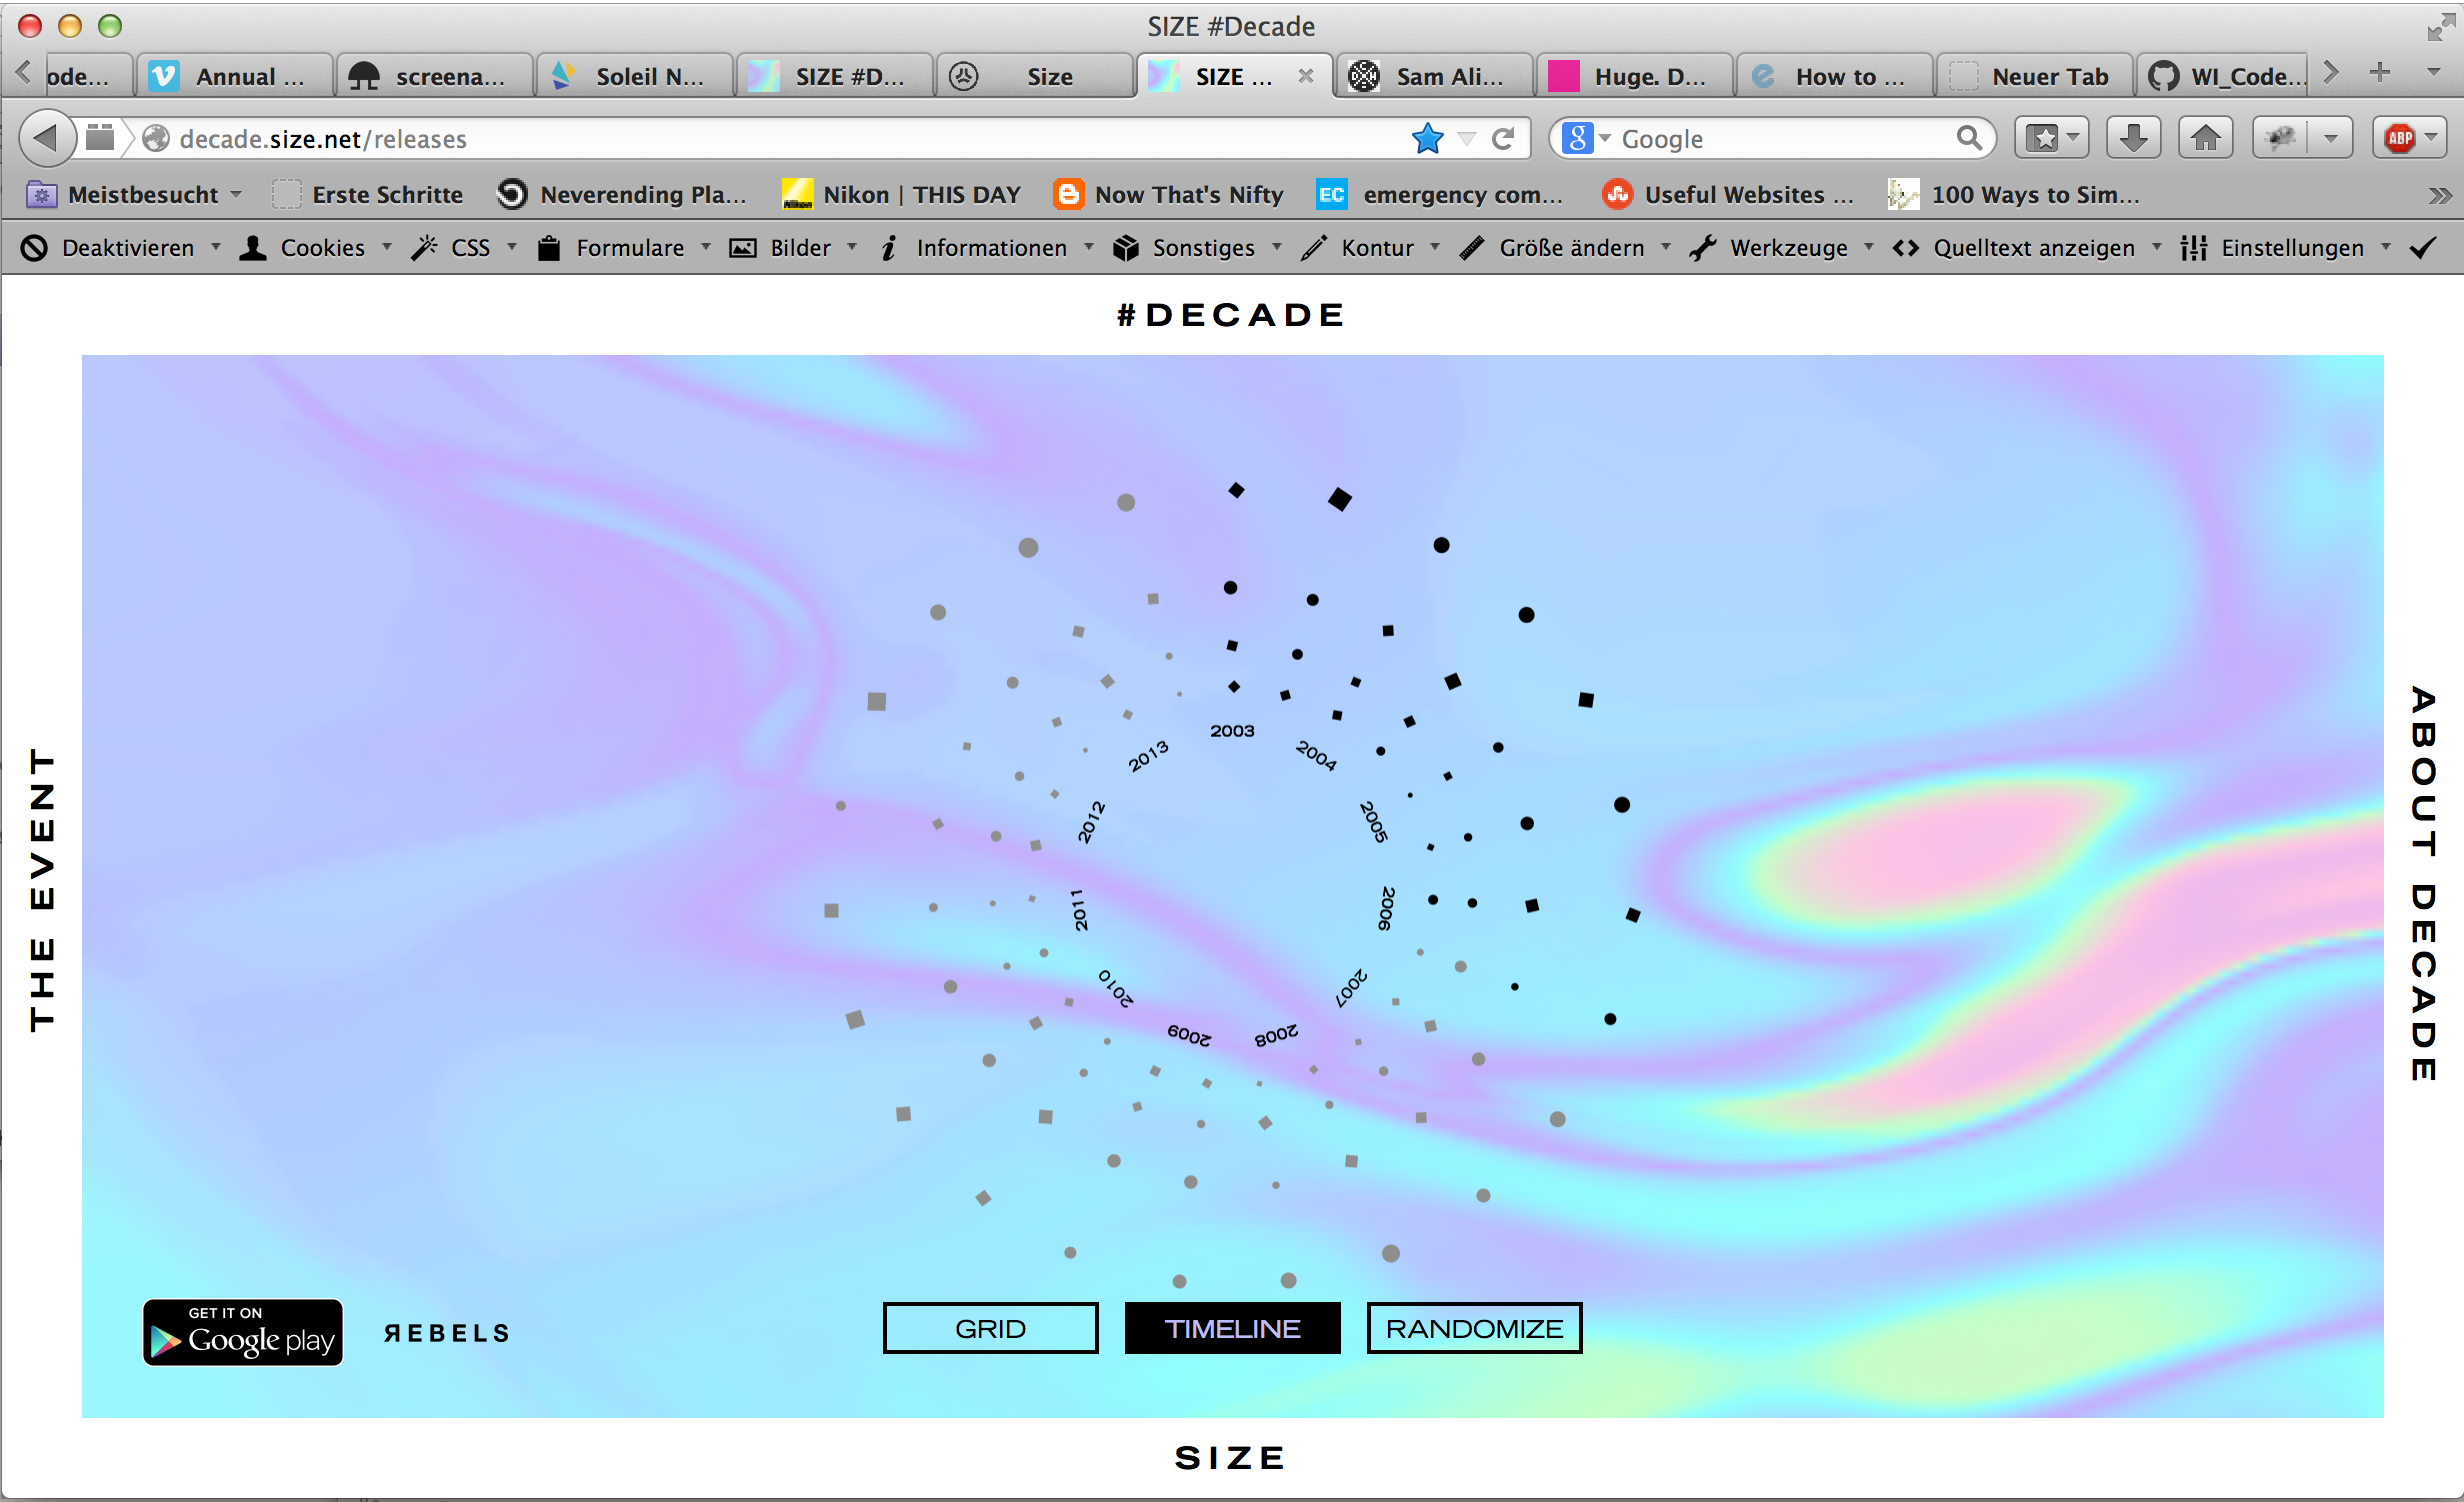 SIZE #Decade
ode...
Annual ...
screena...
Soleil N...
SIZE #D...
Size
SIZE ...
Sam Ali...
Huge. D...
How to ...
Neuer Tab
WI_Code...
decade.size.net/releases
Google
ABP
Meistbesucht
Erste Schritte
Neverending Pla...
Nikon | THIS DAY
Now That's Nifty
EC emergency com...
Useful Websites ...
100 Ways to Sim...
Deaktivieren
Cookies
CSS
Formulare
Bilder
Informationen
Sonstiges
Kontur
Größe ändern
Werkzeuge
Quelltext anzeigen
Einstellungen
#DECADE
THE EVENT
ABOUT DECADE
2003
2004
2005
2006
2007
2008
2009
2010
2011
2012
2013
GET IT ON
Google play
ЯEBELS
GRID
TIMELINE
RANDOMIZE
SIZE